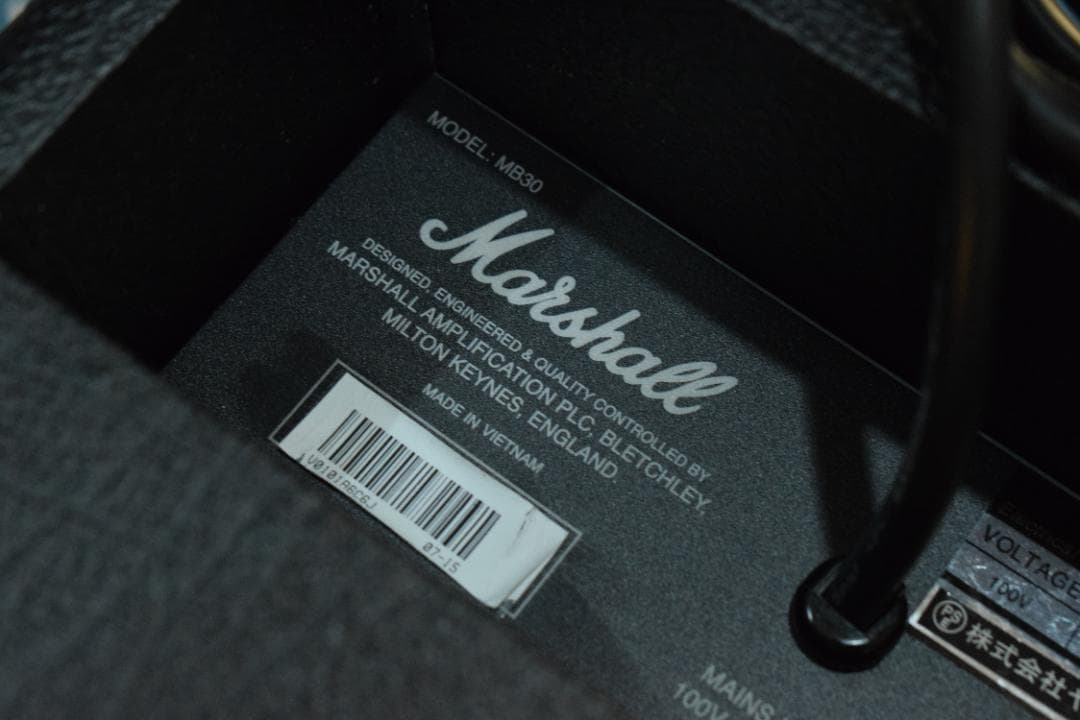 MODEL: MB30
Marshall
DESIGNED, ENGINEERED & QUALITY CONTROLLED BY
MARSHALL AMPLIFICATION PLC, BLETCHLEY,
MILTON KEYNES, ENGLAND.
MADE IN VIETNAM
07-15
VOLTAGE
100V
PS
E
株式会社
MAINS
100V